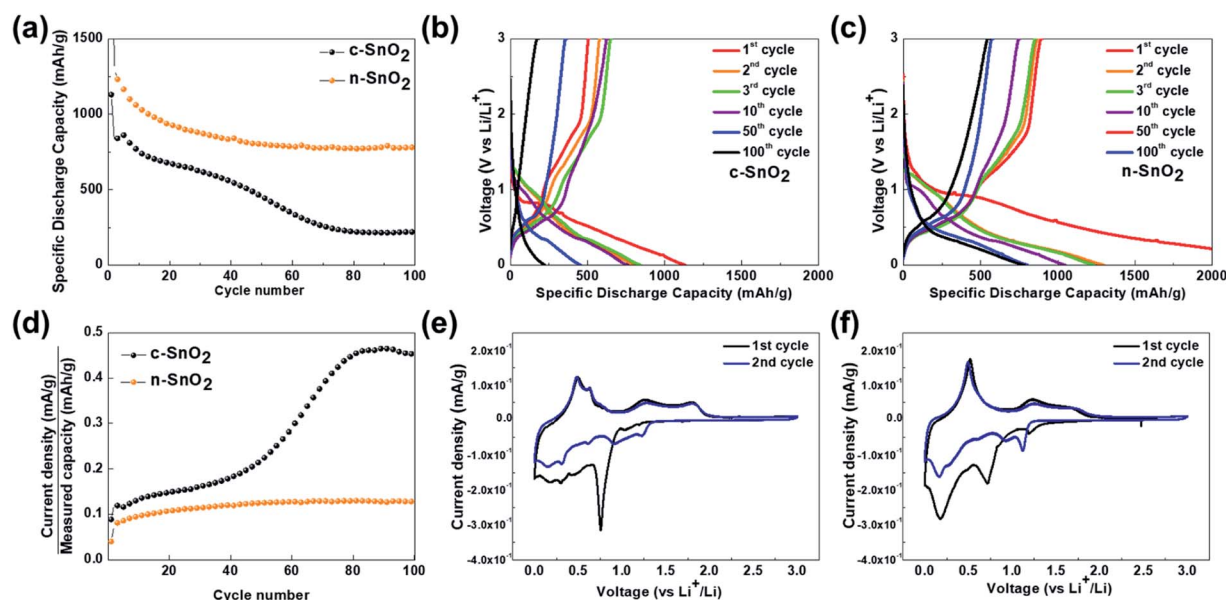 (a)
Specific Discharge Capacity (mAh/g)
1500
1250
750
500
250
0
0
20
40
60
80
100
Cycle number
c-SnO2
n-SnO2
(b)
Voltage (V vs Li/Li+)
3
2
1
0
0
500
1000
1500
2000
Specific Discharge Capacity (mAh/g)
1st cycle
2nd cycle
3rd cycle
10th cycle
50th cycle
100th cycle
c-SnO2
(c)
Voltage (V vs Li/Li+)
3
2
1
0
0
500
1000
1500
2000
Specific Discharge Capacity (mAh/g)
1st cycle
2nd cycle
3rd cycle
10th cycle
50th cycle
100th cycle
n-SnO2
(d)
Current density (mA/g)
Measured capacity (mAh/g)
0.5
0.4
0.3
0.2
0.1
0.0
0
20
40
60
80
100
Cycle number
c-SnO2
n-SnO2
(e)
Current density (mA/g)
2.0x10-1
1.0x10-1
0.0
-1.0x10-1
-2.0x10-1
-3.0x10-1
-4.0x10-1
0.0
0.5
1.0
1.5
2.0
3.0
Voltage (vs Li+/Li)
1st cycle
2nd cycle
(f)
Current density (mA/g)
2.0x10-1
1.0x10-1
0.0
-1.0x10-1
-2.0x10-1
-3.0x10-1
-4.0x10-1
0.0
0.5
1.0
1.5
2.0
3.0
Voltage (vs Li+/Li)
1st cycle
2nd cycle